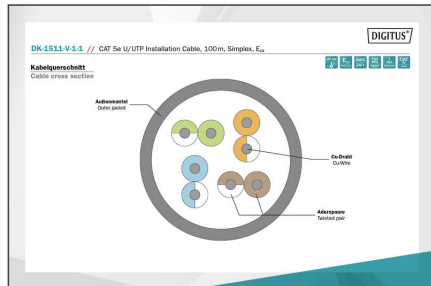 DIGITUS®
DK-1511-V-1-1 // CAT 5e U/UTP Installation Cable, 100m, Simplex, Eca
Kabelquerschnitt
Cable cross section
Außenmantel
Outer jacket
Cu-Draht
Cu-Wire
Adernpaare
Twisted pair